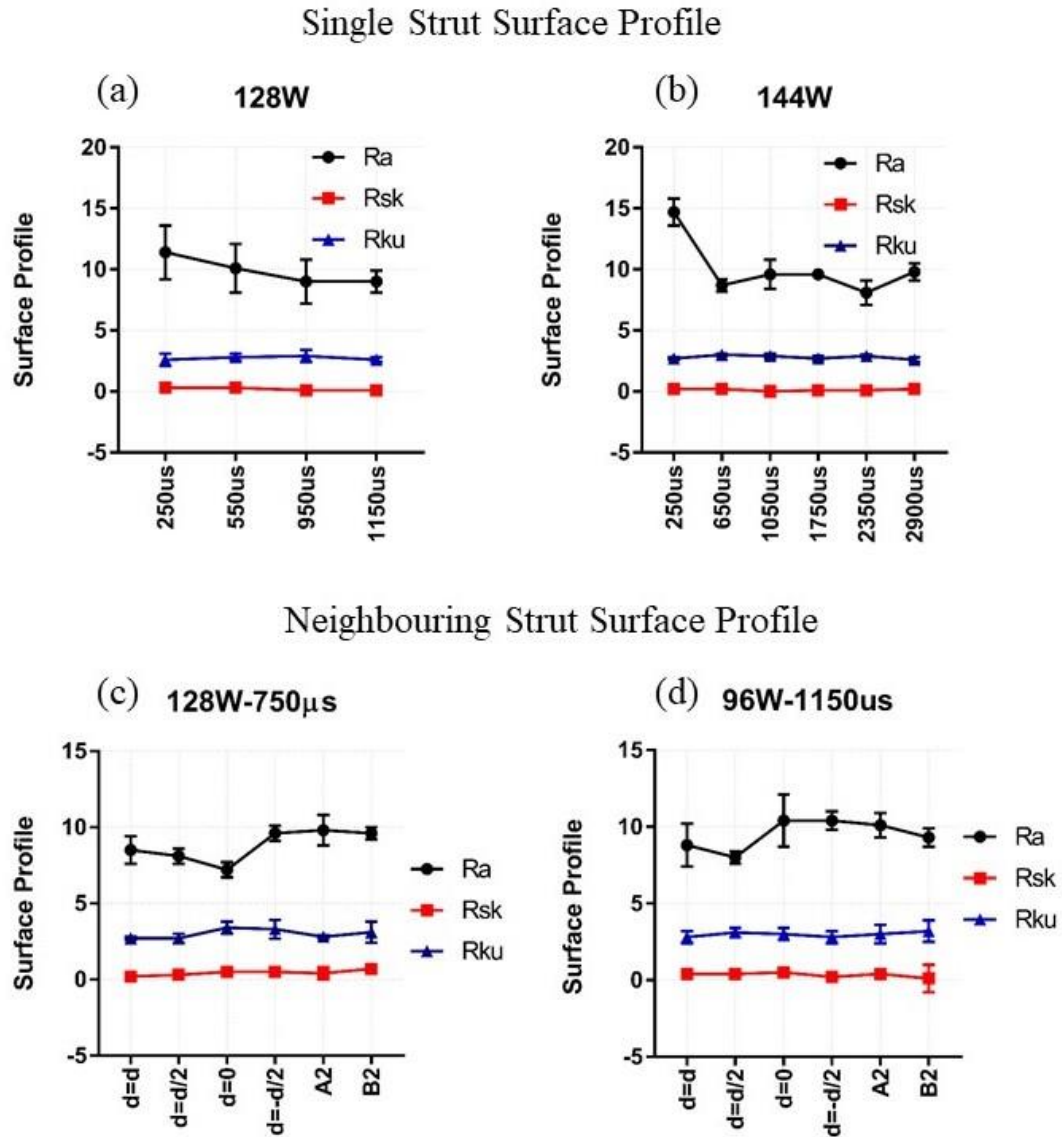 Single Strut Surface Profile
(a) 128W
20
15
10
5
0
-5
Surface Profile
Ra
Rsk
Rku
250us
550us
950us
1150us
(b) 144W
20
15
10
5
0
-5
Surface Profile
Ra
Rsk
Rku
250us
650us
1050us
1750us
2350us
2900us
Neighbouring Strut Surface Profile
(c) 128W-750μs
15
10
5
0
-5
Surface Profile
Ra
Rsk
Rku
d=d
d=d/2
d=0
d=-d/2
A2
B2
(d) 96W-1150us
15
10
5
0
-5
Surface Profile
Ra
Rsk
Rku
d=d
d=d/2
d=0
d=-d/2
A2
B2